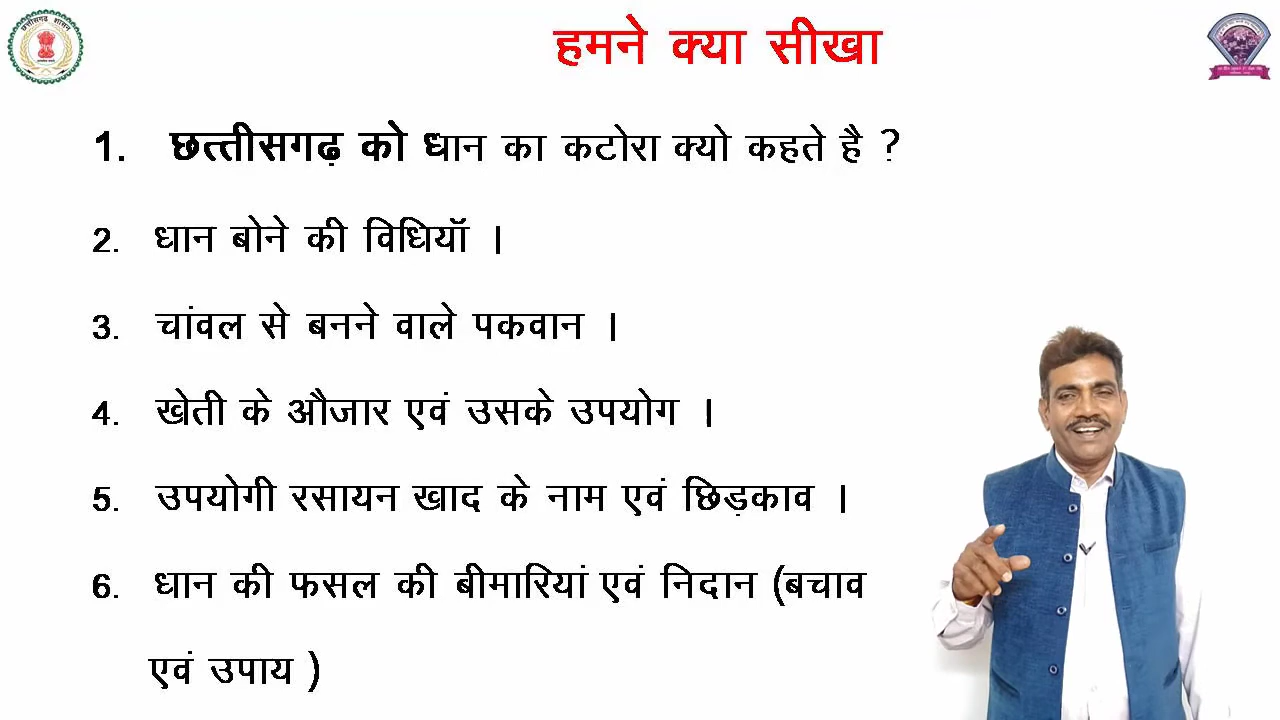 हमने क्या सीखा
1. छत्तीसगढ़ को धान का कटोरा क्यो कहते है ?
2. धान बोने की विधियॉ ।
3. चांवल से बनने वाले पकवान ।
4. खेती के औजार एवं उसके उपयोग ।
5. उपयोगी रसायन खाद के नाम एवं छिड़काव ।
6. धान की फसल की बीमारियां एवं निदान (बचाव
एवं उपाय )